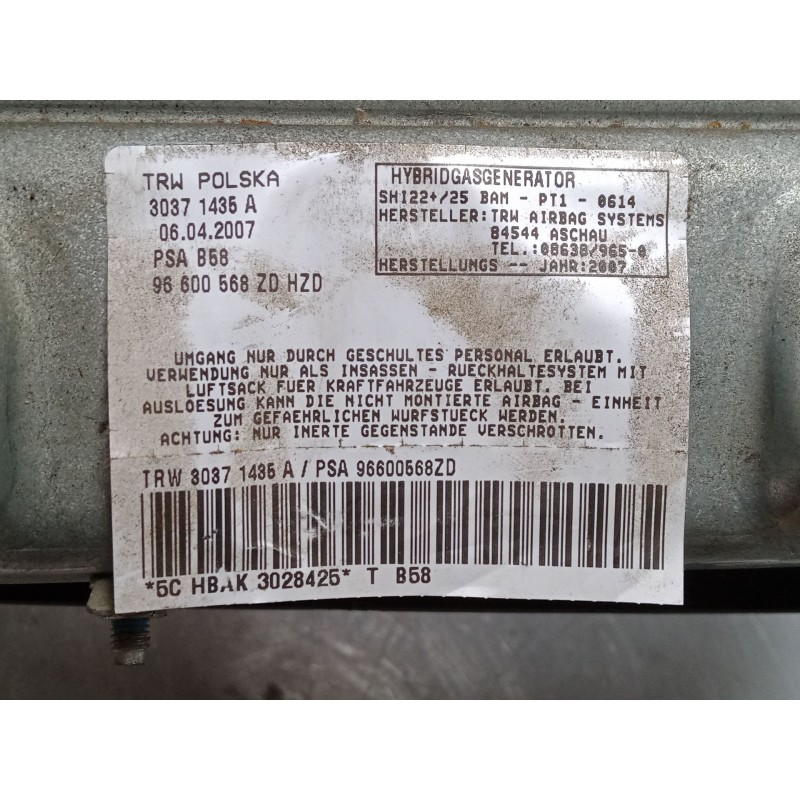 TRW POLSKA
3037 1435 A
06.04.2007
PSA B58
96 600 568 ZD HZD
HYBRIDGASGENERATOR
SH122+/25 BAM - PT1 - 0614
HERSTELLER:TRW AIRBAG SYSTEMS
84544 ASCHAU
TEL.:08638/965-0
HERSTELLUNGS -- JAHR:2007
UMGANG NUR DURCH GESCHULTES PERSONAL ERLAUBT.
VERWENDUNG NUR ALS INSASSEN - RUECKHALTESYSTEM MIT
LUFTSACK FUER KRAFTFAHRZEUGE ERLAUBT. BEI
AUSLOESUNG KANN DIE NICHT MONTIERTE AIRBAG - EINHEIT
ZUM GEFAEHRLICHEN WURFSTUECK WERDEN.
ACHTUNG: NUR INERTE GEGENSTANDE VERSCHROTTEN.
TRW 3037 1435 A / PSA 96600568ZD
*5C HBAK 3028425* T B58